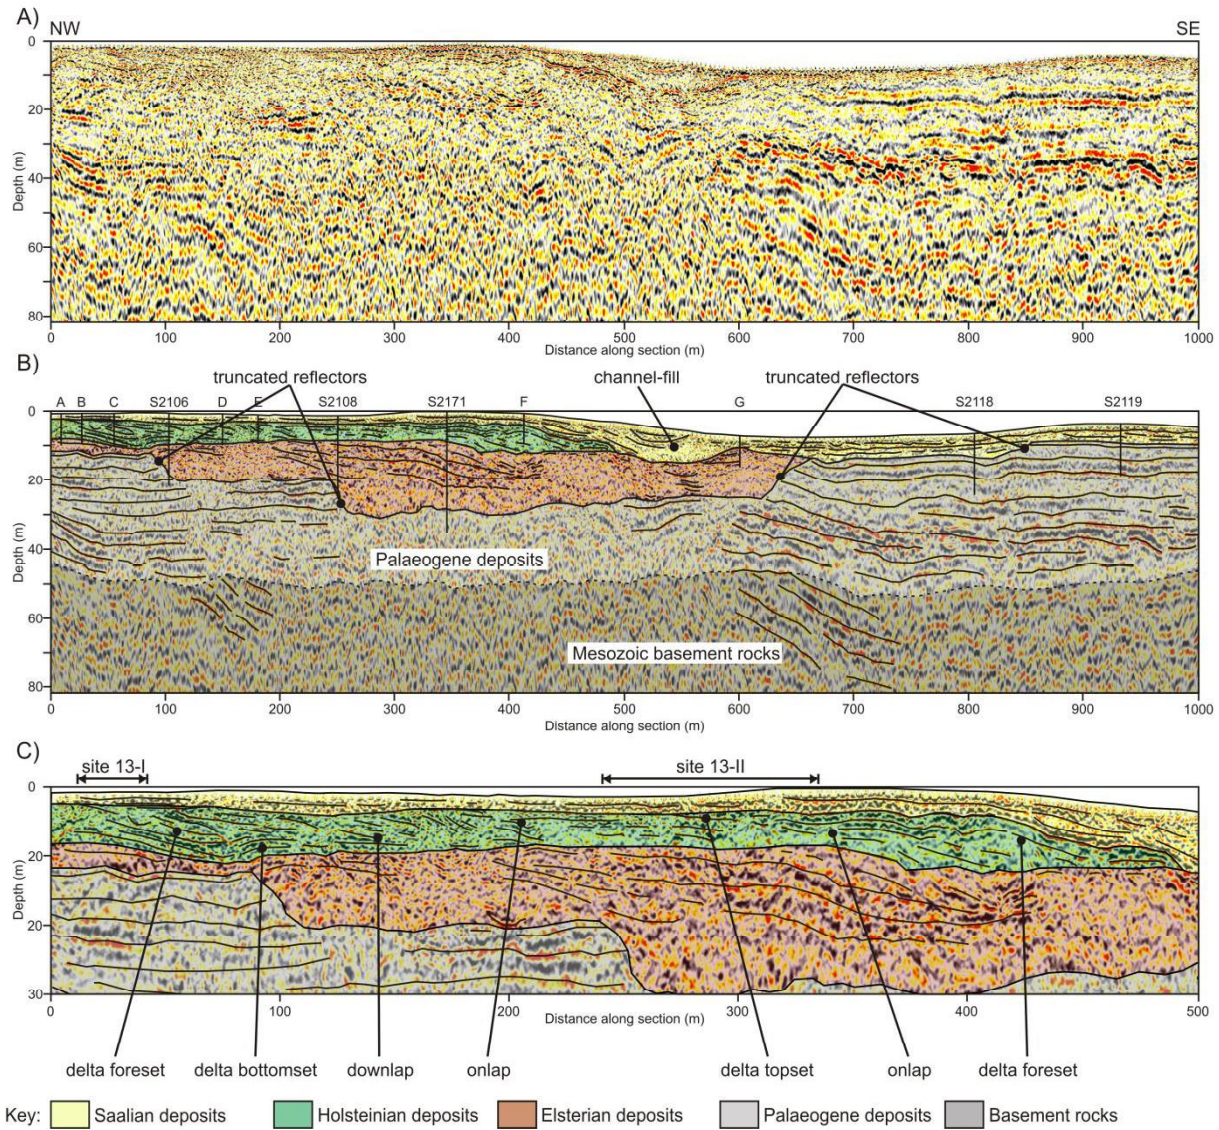 A)
NW
SE
0
20
40
60
80
Depth (m)
0
100
200
300
400
500
600
700
800
900
1000
Distance along section (m)
B)
truncated reflectors
channel-fill
truncated reflectors
A
B
C
S2106
D
E
S2108
S2171
F
G
S2118
S2119
0
20
40
60
80
Depth (m)
Palaeogene deposits
Mesozoic basement rocks
0
100
200
300
400
500
600
700
800
900
1000
Distance along section (m)
C)
site 13-I
site 13-II
0
20
20
30
Depth (m)
0
100
200
300
400
500
Distance along section (m)
delta foreset
delta bottomset
downlap
onlap
delta topset
onlap
delta foreset
Key:
Saalian deposits
Holsteinian deposits
Elsterian deposits
Palaeogene deposits
Basement rocks